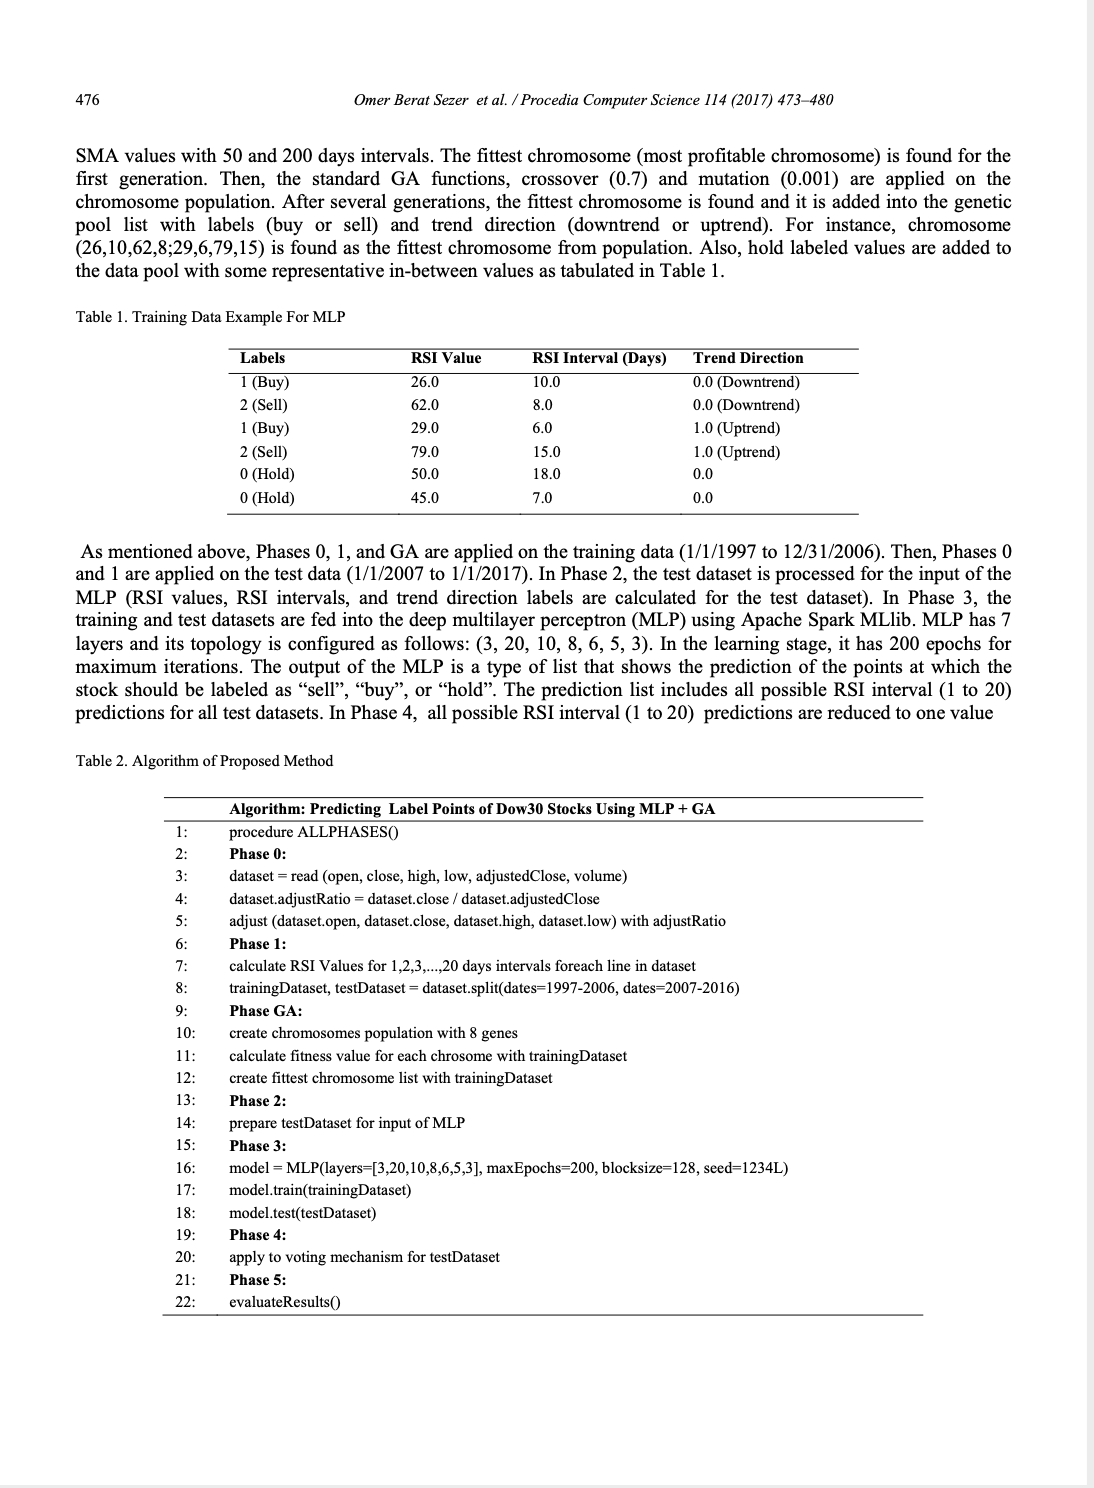 476
Omer Berat Sezer et al. / Procedia Computer Science 114 (2017) 473–480
SMA values with 50 and 200 days intervals. The fittest chromosome (most profitable chromosome) is found for the
first generation. Then, the standard GA functions, crossover (0.7) and mutation (0.001) are applied on the
chromosome population. After several generations, the fittest chromosome is found and it is added into the genetic
pool list with labels (buy or sell) and trend direction (downtrend or uptrend). For instance, chromosome
(26,10,62,8;29,6,79,15) is found as the fittest chromosome from population. Also, hold labeled values are added to
the data pool with some representative in-between values as tabulated in Table 1.
Table 1. Training Data Example For MLP
Labels RSI Value RSI Interval (Days) Trend Direction
1 (Buy) 26.0 10.0 0.0 (Downtrend)
2 (Sell) 62.0 8.0 0.0 (Downtrend)
1 (Buy) 29.0 6.0 1.0 (Uptrend)
2 (Sell) 79.0 15.0 1.0 (Uptrend)
0 (Hold) 50.0 18.0 0.0
0 (Hold) 45.0 7.0 0.0
As mentioned above, Phases 0, 1, and GA are applied on the training data (1/1/1997 to 12/31/2006). Then, Phases 0
and 1 are applied on the test data (1/1/2007 to 1/1/2017). In Phase 2, the test dataset is processed for the input of the
MLP (RSI values, RSI intervals, and trend direction labels are calculated for the test dataset). In Phase 3, the
training and test datasets are fed into the deep multilayer perceptron (MLP) using Apache Spark MLlib. MLP has 7
layers and its topology is configured as follows: (3, 20, 10, 8, 6, 5, 3). In the learning stage, it has 200 epochs for
maximum iterations. The output of the MLP is a type of list that shows the prediction of the points at which the
stock should be labeled as “sell”, “buy”, or “hold”. The prediction list includes all possible RSI interval (1 to 20)
predictions for all test datasets. In Phase 4, all possible RSI interval (1 to 20) predictions are reduced to one value
Table 2. Algorithm of Proposed Method
Algorithm: Predicting Label Points of Dow30 Stocks Using MLP + GA
1: procedure ALLPHASES()
2: Phase 0:
3: dataset = read (open, close, high, low, adjustedClose, volume)
4: dataset.adjustRatio = dataset.close / dataset.adjustedClose
5: adjust (dataset.open, dataset.close, dataset.high, dataset.low) with adjustRatio
6: Phase 1:
7: calculate RSI Values for 1,2,3,...,20 days intervals foreach line in dataset
8: trainingDataset, testDataset = dataset.split(dates=1997-2006, dates=2007-2016)
9: Phase GA:
10: create chromosomes population with 8 genes
11: calculate fitness value for each chrosome with trainingDataset
12: create fittest chromosome list with trainingDataset
13: Phase 2:
14: prepare testDataset for input of MLP
15: Phase 3:
16: model = MLP(layers=[3,20,10,8,6,5,3], maxEpochs=200, blocksize=128, seed=1234L)
17: model.train(trainingDataset)
18: model.test(testDataset)
19: Phase 4:
20: apply to voting mechanism for testDataset
21: Phase 5:
22: evaluateResults()